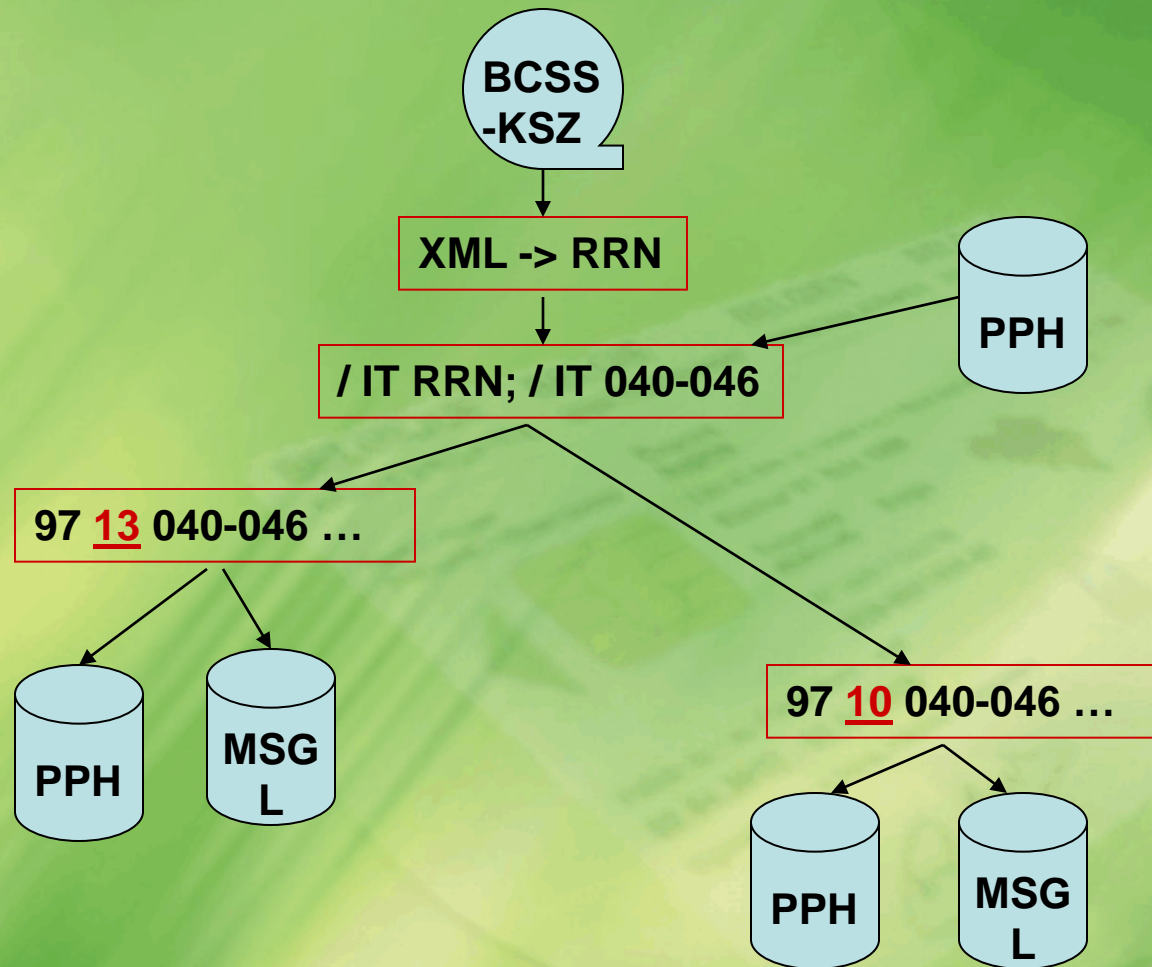 BCSS
-KSZ
XML -> RRN
PPH
/ IT RRN; / IT 040-046
97 13 040-046 …
PPH
MSG
L
97 10 040-046 …
PPH
MSG
L